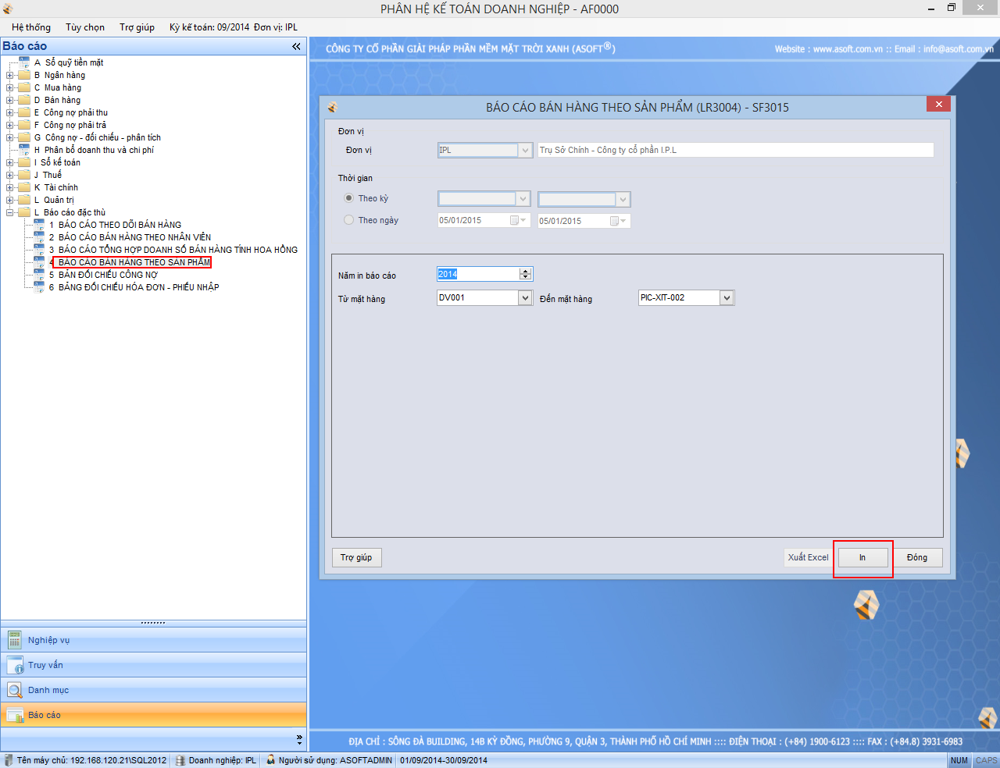 PHÂN HỆ KẾ TOÁN DOANH NGHIỆP - AF0000
Hệ thống Tùy chọn Trợ giúp Kỳ kế toán: 09/2014 Đơn vị: IPL
Báo cáo
A Sổ quỹ tiền mặt
B Ngân hàng
C Mua hàng
D Bán hàng
E Công nợ phải thu
F Công nợ phải trả
G Công nợ - đối chiếu - phân tích
H Phân bổ doanh thu và chi phí
I Sổ kế toán
J Thuế
K Tài chính
L Quản trị
L Báo cáo đặc thù
1 BÁO CÁO THEO DÕI BÁN HÀNG
2 BÁO CÁO BÁN HÀNG THEO NHÂN VIÊN
3 BÁO CÁO TỔNG HỢP DOANH SỐ BÁN HÀNG TÍNH HOA HỒNG
4 BÁO CÁO BÁN HÀNG THEO SẢN PHẨM
5 BẢN ĐỐI CHIẾU CÔNG NỢ
6 BẢNG ĐỐI CHIẾU HÓA ĐƠN - PHIẾU NHẬP
Nghiệp vụ
Truy vấn
Danh mục
Báo cáo
CÔNG TY CỔ PHẦN GIẢI PHÁP PHẦN MỀM MẶT TRỜI XANH (ASOFT®) Website : www.asoft.com.vn :: Email : info@asoft.com.vn
BÁO CÁO BÁN HÀNG THEO SẢN PHẨM (LR3004) - SF3015
Đơn vị
Đơn vị IPL Trụ Sở Chính - Công ty cổ phần I.P.L
Thời gian
Theo kỳ
Theo ngày 05/01/2015 05/01/2015
Năm in báo cáo 2014
Từ mặt hàng DV001 Đến mặt hàng PIC-XIT-002
Trợ giúp Xuất Excel In Đóng
ĐỊA CHỈ : SÔNG ĐÀ BUILDING, 14B KỲ ĐỒNG, PHƯỜNG 9, QUẬN 3, THÀNH PHỐ HỒ CHÍ MINH :::: ĐIỆN THOẠI : (+84) 1900-6123 :::: FAX : (+84.8) 3931-6983
Tên máy chủ: 192.168.120.21\SQL2012 Doanh nghiệp: IPL Người sử dụng: ASOFTADMIN 01/09/2014-30/09/2014 NUM CAPS